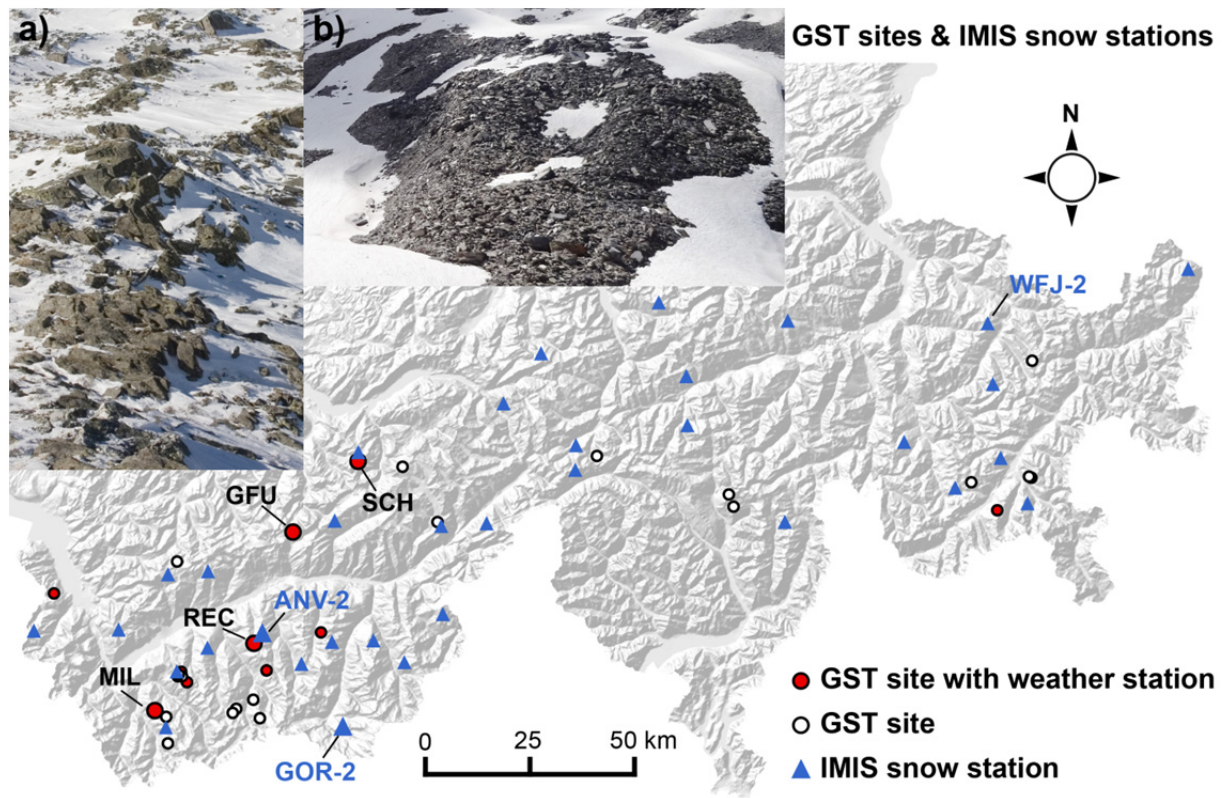 a)
b)
GST sites & IMIS snow stations
N
WFJ-2
GFU
SCH
REC
ANV-2
MIL
GOR-2
0 25 50 km
GST site with weather station
GST site
IMIS snow station